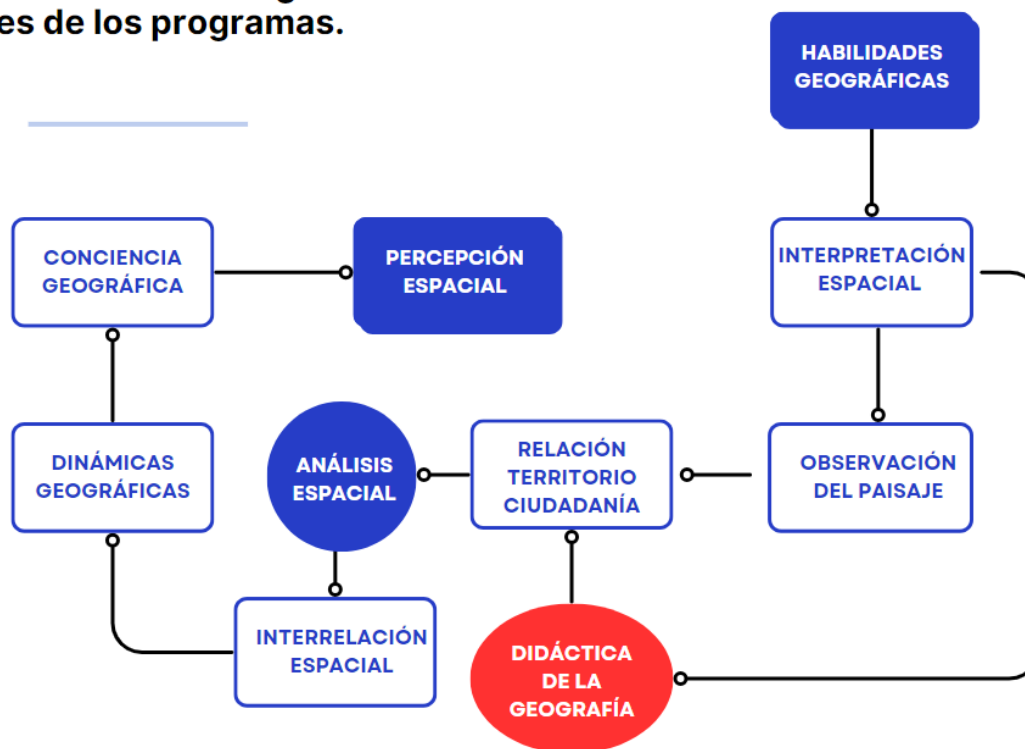 es de los programas.
HABILIDADES
GEOGRÁFICAS
CONCIENCIA
GEOGRÁFICA
PERCEPCIÓN
ESPACIAL
INTERPRETACIÓN
ESPACIAL
DINÁMICAS
GEOGRÁFICAS
ANÁLISIS
ESPACIAL
RELACIÓN
TERRITORIO
CIUDADANÍA
OBSERVACIÓN
DEL PAISAJE
INTERRELACIÓN
ESPACIAL
DIDÁCTICA
DE LA
GEOGRAFÍA